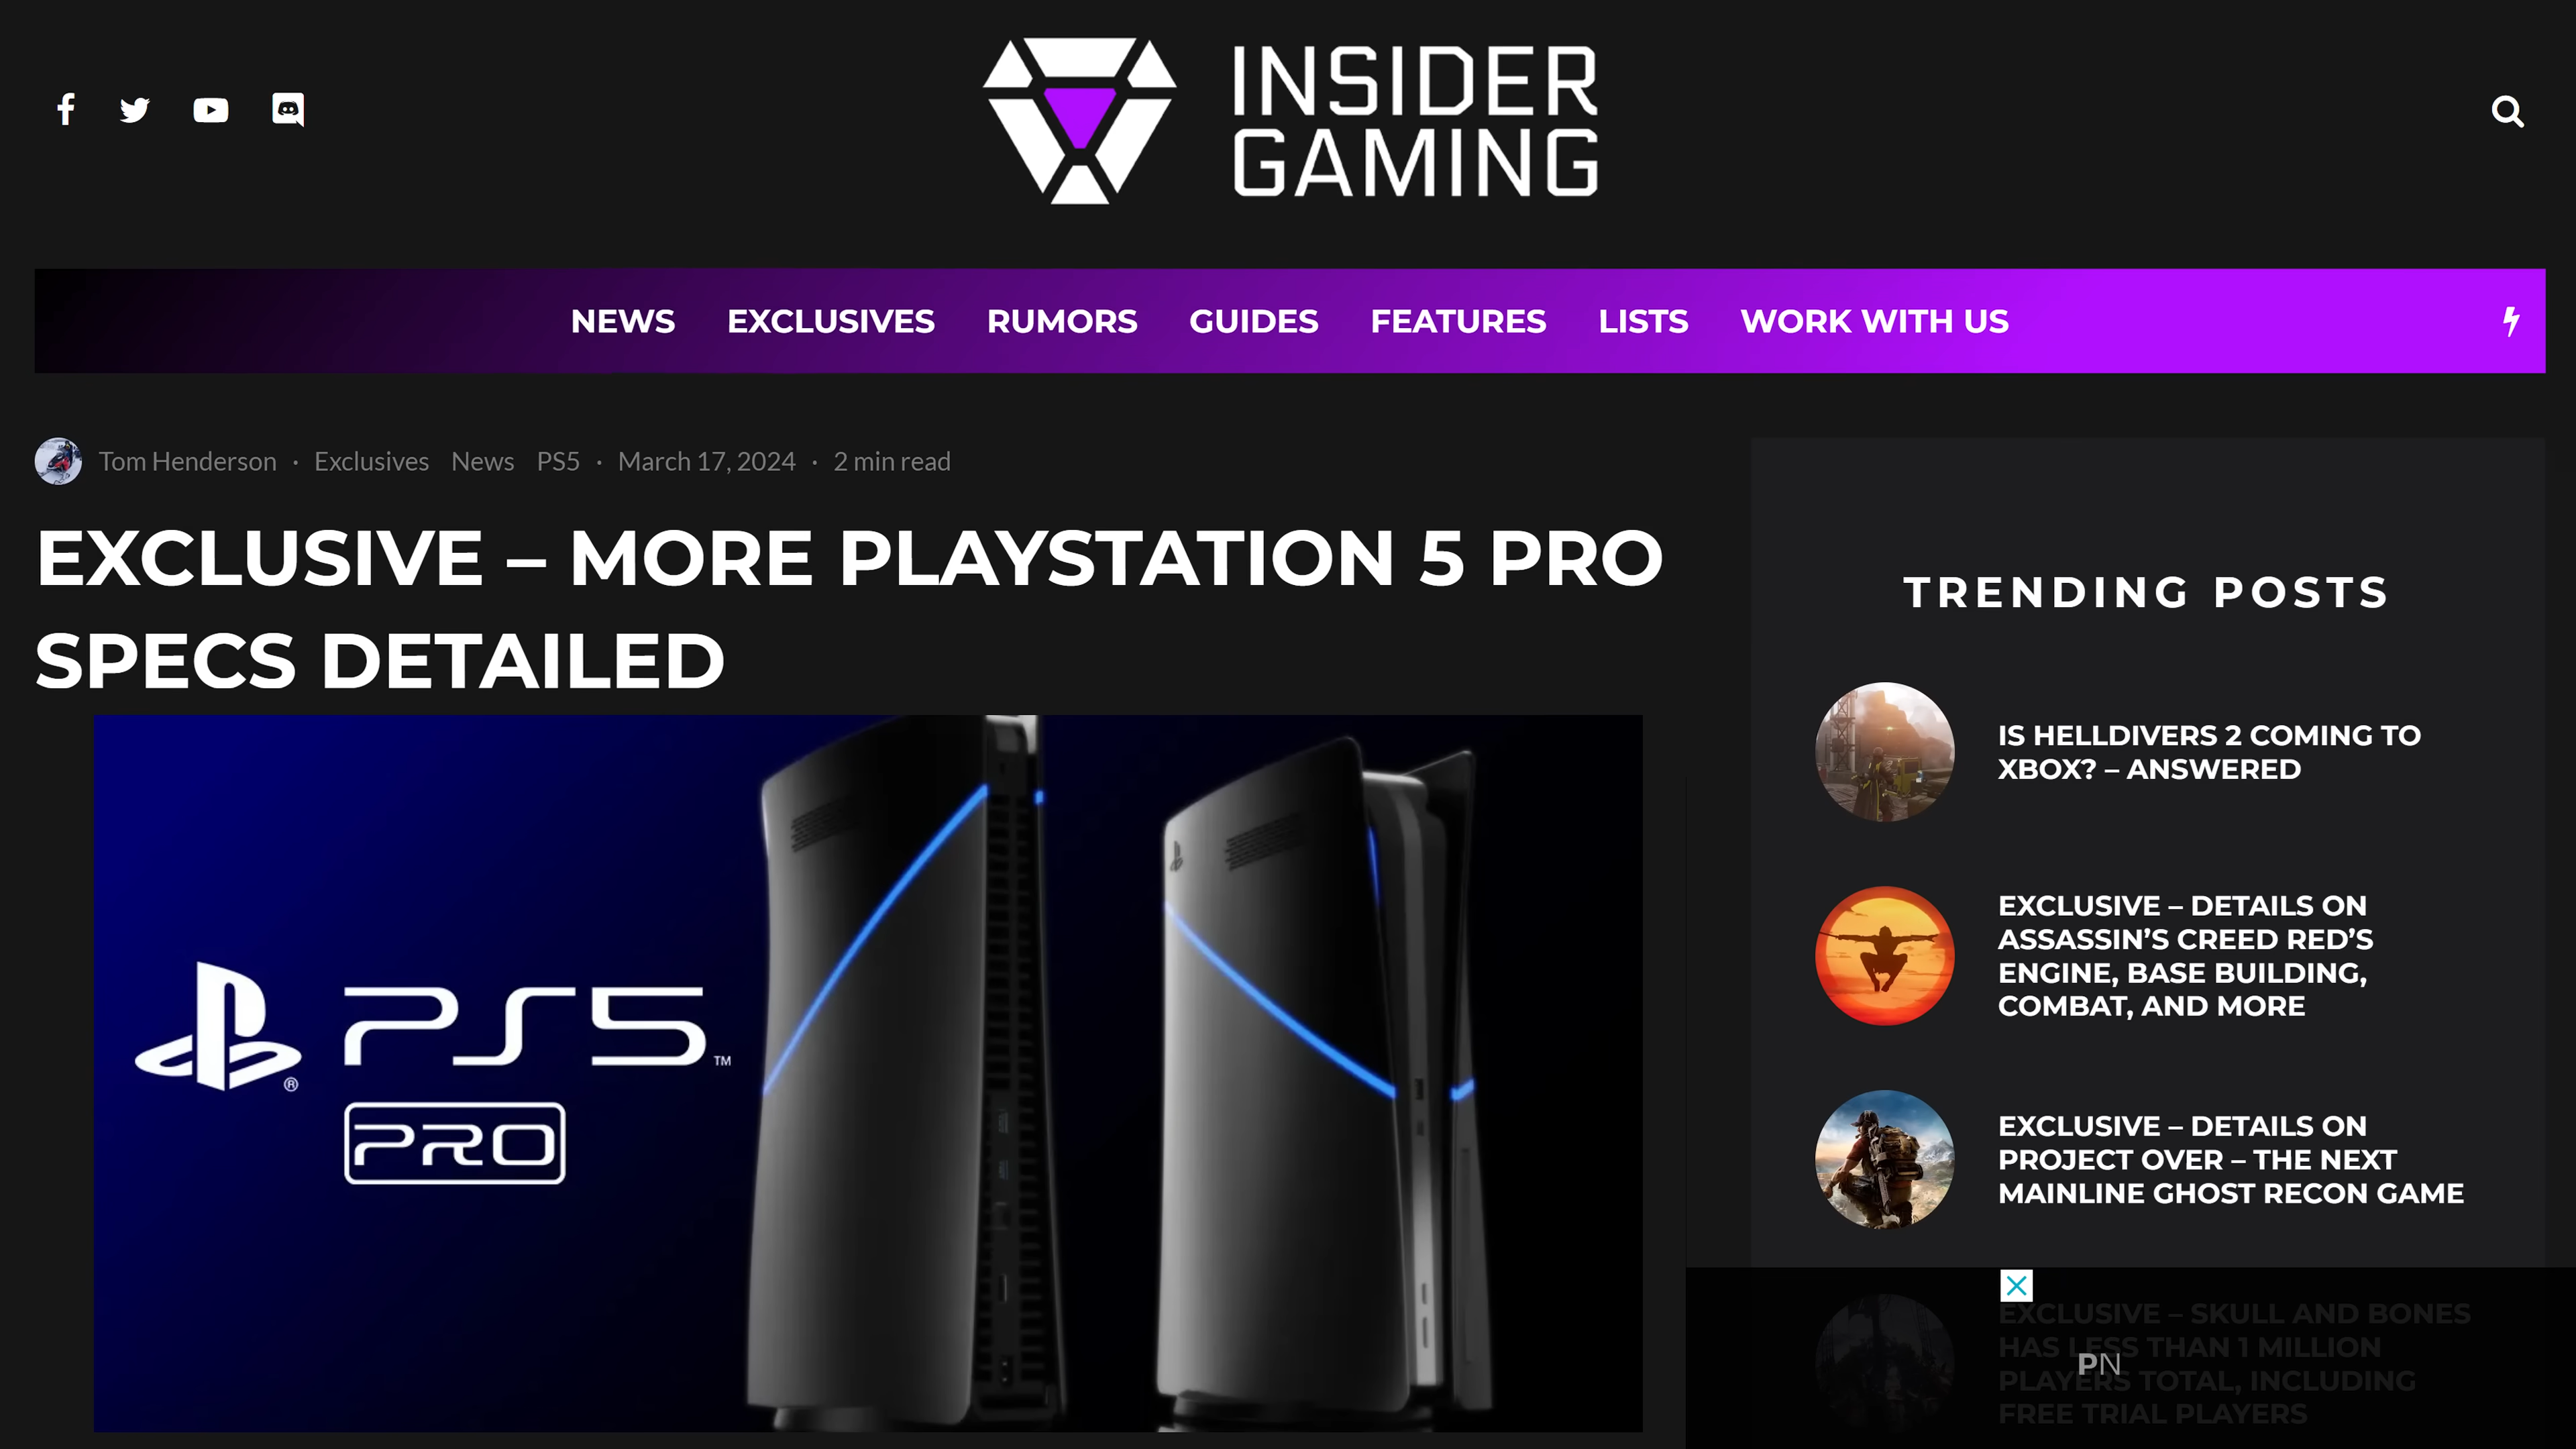 INSIDER
GAMING
NEWS EXCLUSIVES RUMORS GUIDES FEATURES LISTS WORK WITH US
Tom Henderson · Exclusives News PS5 · March 17, 2024 · 2 min read
EXCLUSIVE – MORE PLAYSTATION 5 PRO
SPECS DETAILED
PS5™
®
PRO
TRENDING POSTS
IS HELLDIVERS 2 COMING TO
XBOX? – ANSWERED
EXCLUSIVE – DETAILS ON
ASSASSIN’S CREED RED’S
ENGINE, BASE BUILDING,
COMBAT, AND MORE
EXCLUSIVE – DETAILS ON
PROJECT OVER – THE NEXT
MAINLINE GHOST RECON GAME
EXCLUSIVE – SKULL AND BONES
HAS LESS THAN 1 MILLION
PLAYERS TOTAL, INCLUDING
FREE TRIAL PLAYERS
PN